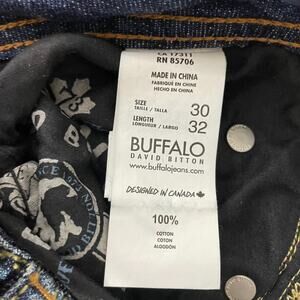 CA 17311
RN 85706
MADE IN CHINA
FABRIQUÉ EN CHINE
HECHO EN CHINA
SIZE
TAILLE / TALLA
30
LENGTH
LONGUEUR / LARGO
32
BUFFALO
DAVID BITTON
www.buffalojeans.com
DESIGNED IN CANADA
100%
COTTON
COTON
ALGODÓN